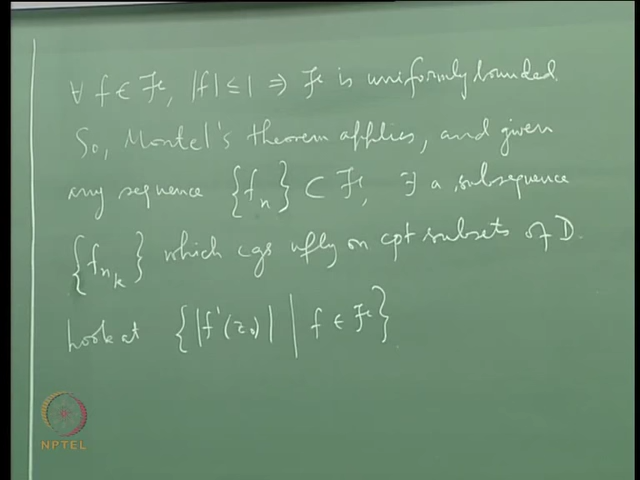 ∀ f ∈ ℱ, |f| ≤ 1 ⇒ ℱ is uniformly bounded.
So, Montel's theorem applies, and given
any sequence {fₙ} ⊂ ℱ, ∃ a subsequence
{fₙₖ} which cgs ufly on cpt subsets of D.
Look at {|f'(z₀)| | f ∈ ℱ}.
NPTEL